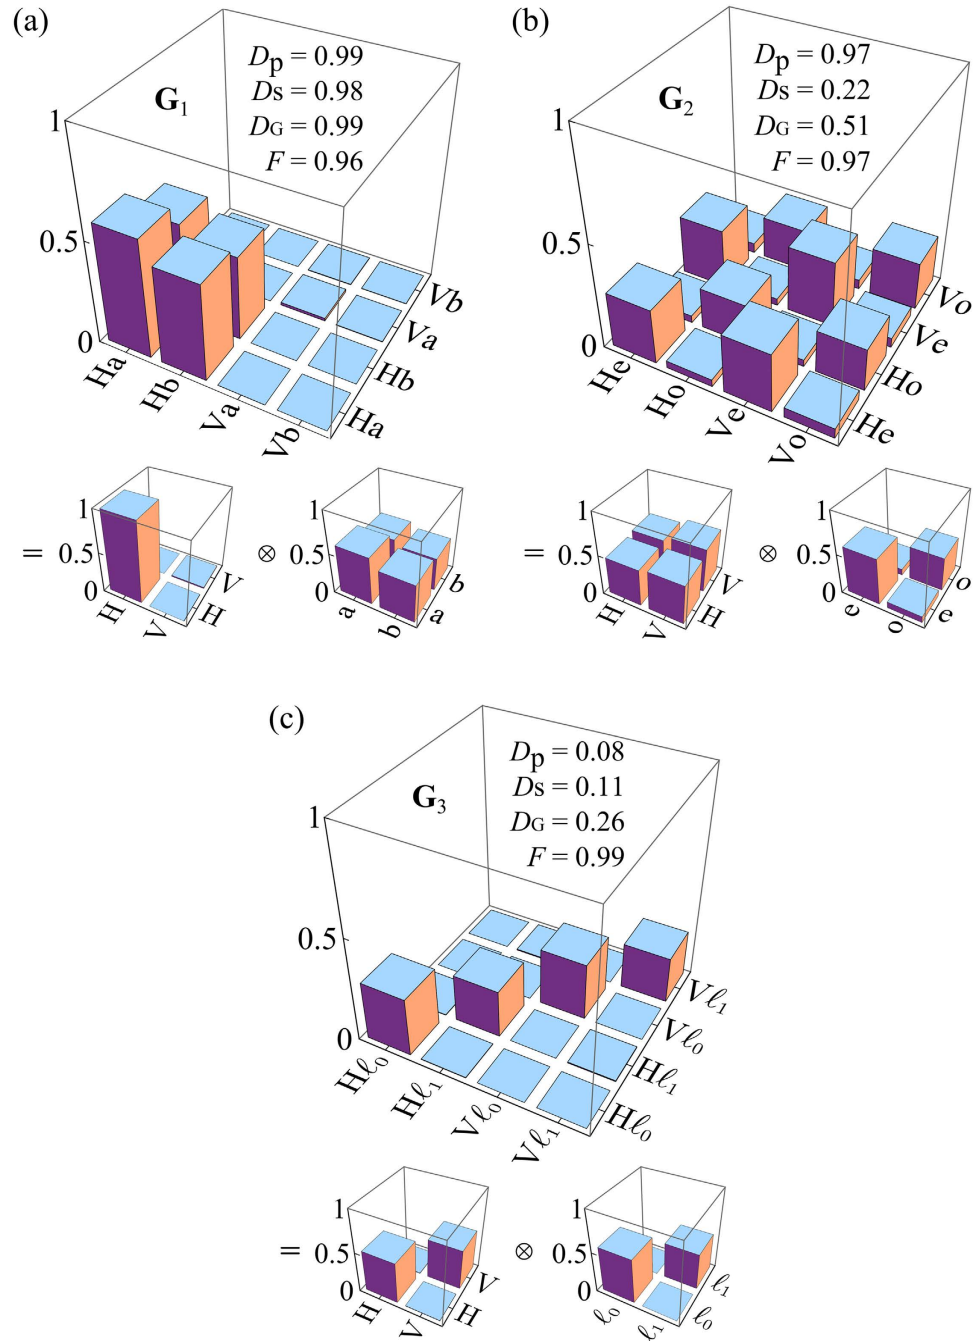 (a)
G1
Dp = 0.99
Ds = 0.98
DG = 0.99
F = 0.96
1
0.5
0
Ha
Hb
Va
Vb
Ha
Hb
Va
Vb
=
1
0.5
0
H
V
H
V
⊗
1
0.5
0
a
b
a
b
(b)
G2
Dp = 0.97
Ds = 0.22
DG = 0.51
F = 0.97
1
0.5
0
He
Ho
Ve
Vo
He
Ho
Ve
Vo
=
1
0.5
0
H
V
H
V
⊗
1
0.5
0
e
o
e
o
(c)
G3
Dp = 0.08
Ds = 0.11
DG = 0.26
F = 0.99
1
0.5
0
Hℓ0
Hℓ1
Vℓ0
Vℓ1
Hℓ0
Hℓ1
Vℓ0
Vℓ1
=
1
0.5
0
H
V
H
V
⊗
1
0.5
0
ℓ0
ℓ1
ℓ0
ℓ1